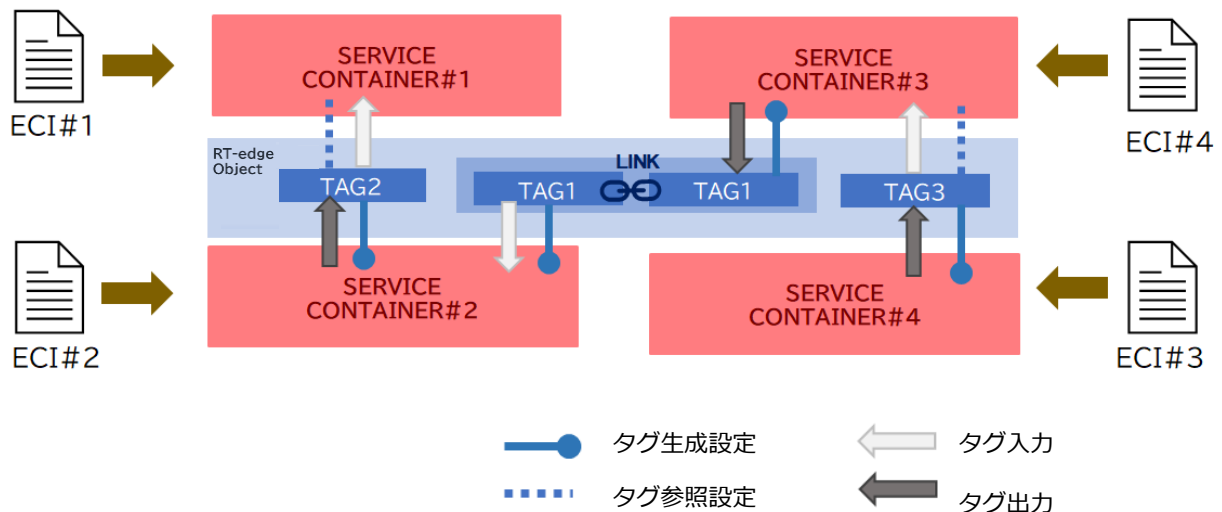 ECI#1
SERVICE
CONTAINER#1
SERVICE
CONTAINER#3
ECI#4
RT-edge
Object
LINK
TAG2
TAG1
TAG1
TAG3
ECI#2
SERVICE
CONTAINER#2
SERVICE
CONTAINER#4
ECI#3
タグ生成設定
タグ入力
タグ参照設定
タグ出力